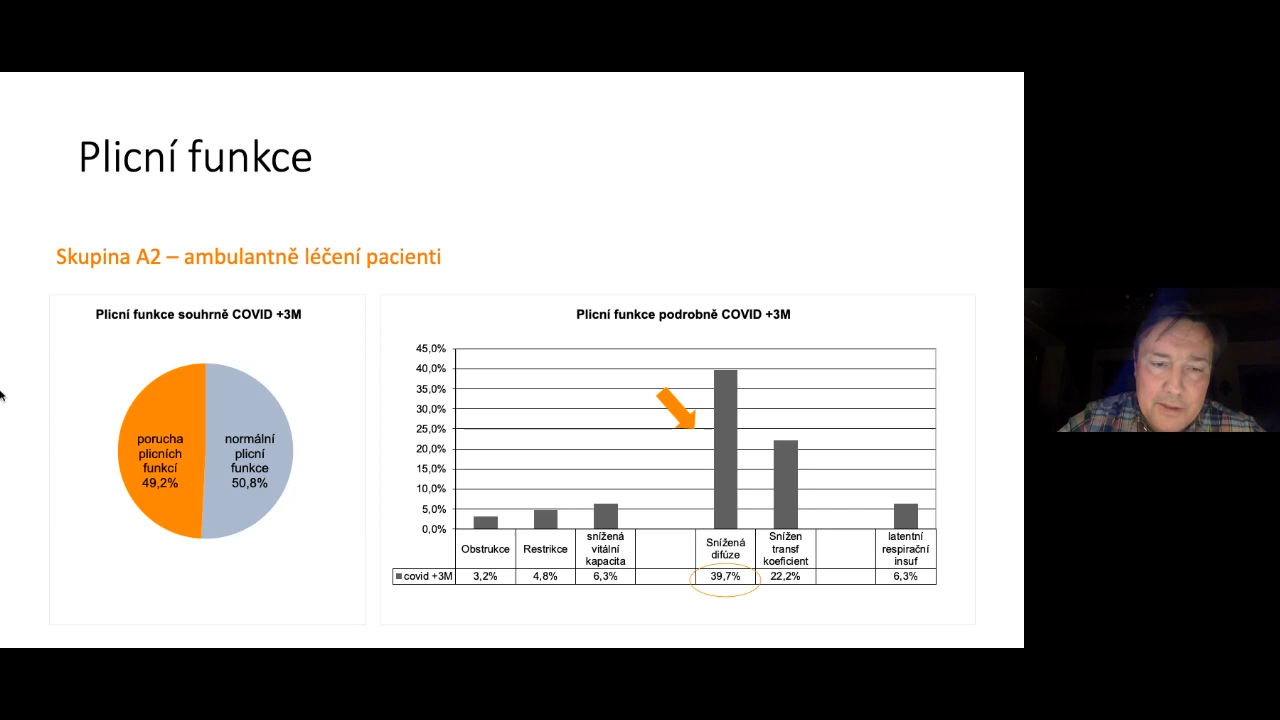 Plicní funkce
Skupina A2 – ambulantně léčení pacienti
Plicní funkce souhrně COVID +3M
porucha
plicních
funkcí
49,2%
normální
plicní
funkce
50,8%
Plicní funkce podrobně COVID +3M
45,0%
40,0%
35,0%
30,0%
25,0%
20,0%
15,0%
10,0%
5,0%
0,0%
Obstrukce
Restrikce
snížená
vitální
kapacita
Snížená
difúze
Snížen
transf
koeficient
latentní
respirační
insuf
covid +3M 3,2% 4,8% 6,3% 39,7% 22,2% 6,3%